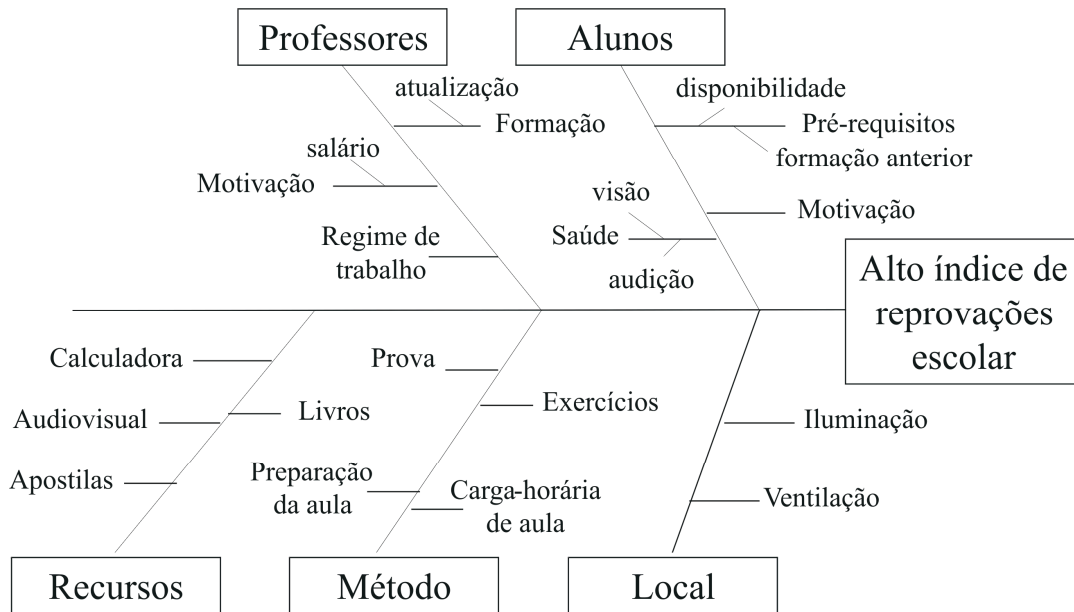 Professores
Alunos
atualização
Formação
salário
Motivação
Regime de
trabalho
disponibilidade
Pré-requisitos
formação anterior
Motivação
visão
Saúde
audição
Alto índice de
reprovações
escolar
Calculadora
Livros
Audiovisual
Apostilas
Prova
Exercícios
Preparação
da aula
Carga-horária
de aula
Iluminação
Ventilação
Recursos
Método
Local